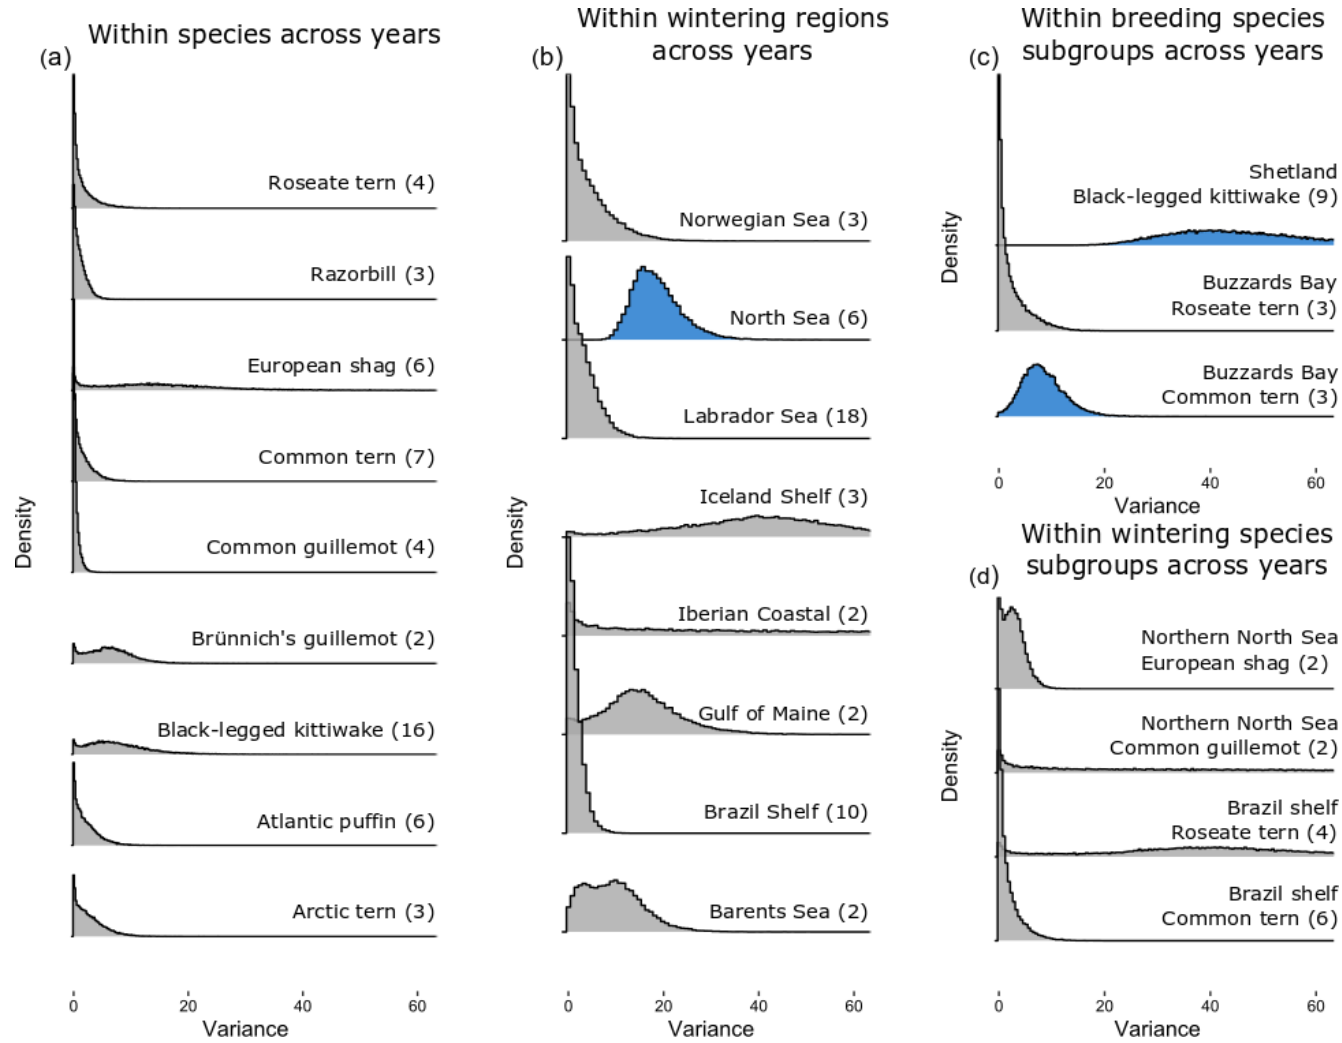 Within species across years
(a)
Roseate tern (4)
Razorbill (3)
European shag (6)
Common tern (7)
Common guillemot (4)
Brünnich's guillemot (2)
Black-legged kittiwake (16)
Atlantic puffin (6)
Arctic tern (3)
Density
0 20 40 60
Variance
Within wintering regions
across years
(b)
Norwegian Sea (3)
North Sea (6)
Labrador Sea (18)
Iceland Shelf (3)
Iberian Coastal (2)
Gulf of Maine (2)
Brazil Shelf (10)
Barents Sea (2)
Density
0 20 40 60
Variance
Within breeding species
subgroups across years
(c)
Shetland
Black-legged kittiwake (9)
Buzzards Bay
Roseate tern (3)
Buzzards Bay
Common tern (3)
Density
0 20 40 60
Variance
Within wintering species
subgroups across years
(d)
Northern North Sea
European shag (2)
Northern North Sea
Common guillemot (2)
Brazil shelf
Roseate tern (4)
Brazil shelf
Common tern (6)
Density
0 20 40 60
Variance